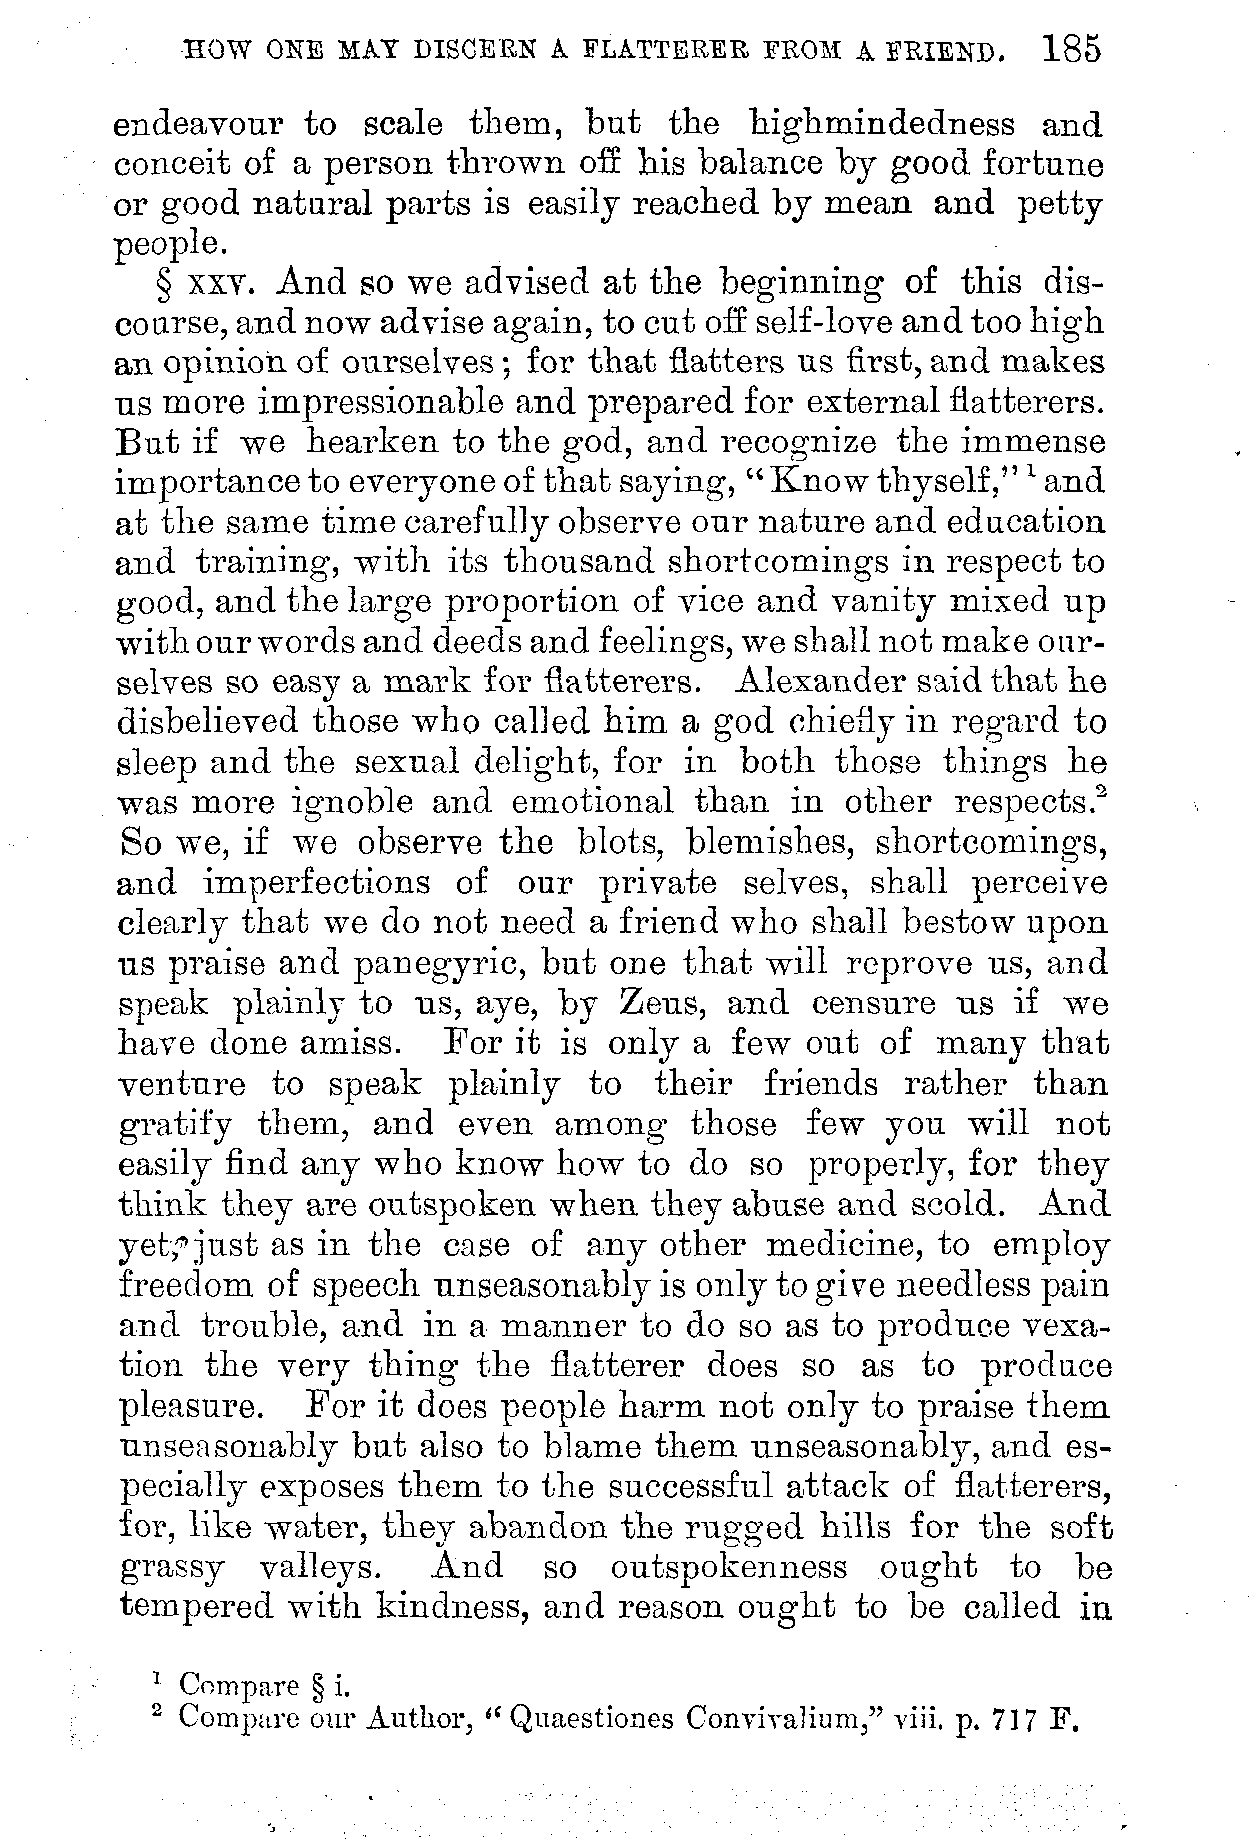 HOW ONE MAY DISCERN A FLATTERER FROM A FRIEND. 185
endeavour to scale them, but the highmindedness and
conceit of a person thrown off his balance by good fortune
or good natural parts is easily reached by mean and petty
people.
§ XXV. And so we advised at the beginning of this dis-
course, and now advise again, to cut off self-love and too high
an opinion of ourselves; for that flatters us first, and makes
us more impressionable and prepared for external flatterers.
But if we hearken to the god, and recognize the immense
importance to everyone of that saying, "Know thyself," ¹ and
at the same time carefully observe our nature and education
and training, with its thousand shortcomings in respect to
good, and the large proportion of vice and vanity mixed up
with our words and deeds and feelings, we shall not make our-
selves so easy a mark for flatterers. Alexander said that he
disbelieved those who called him a god chiefly in regard to
sleep and the sexual delight, for in both those things he
was more ignoble and emotional than in other respects.²
So we, if we observe the blots, blemishes, shortcomings,
and imperfections of our private selves, shall perceive
clearly that we do not need a friend who shall bestow upon
us praise and panegyric, but one that will reprove us, and
speak plainly to us, aye, by Zeus, and censure us if we
have done amiss. For it is only a few out of many that
venture to speak plainly to their friends rather than
gratify them, and even among those few you will not
easily find any who know how to do so properly, for they
think they are outspoken when they abuse and scold. And
yet, just as in the case of any other medicine, to employ
freedom of speech unseasonably is only to give needless pain
and trouble, and in a manner to do so as to produce vexa-
tion the very thing the flatterer does so as to produce
pleasure. For it does people harm not only to praise them
unseasonably but also to blame them unseasonably, and es-
pecially exposes them to the successful attack of flatterers,
for, like water, they abandon the rugged hills for the soft
grassy valleys. And so outspokenness ought to be
tempered with kindness, and reason ought to be called in
¹ Compare § i.
² Compare our Author, "Quaestiones Convivalium," viii. p. 717 F.